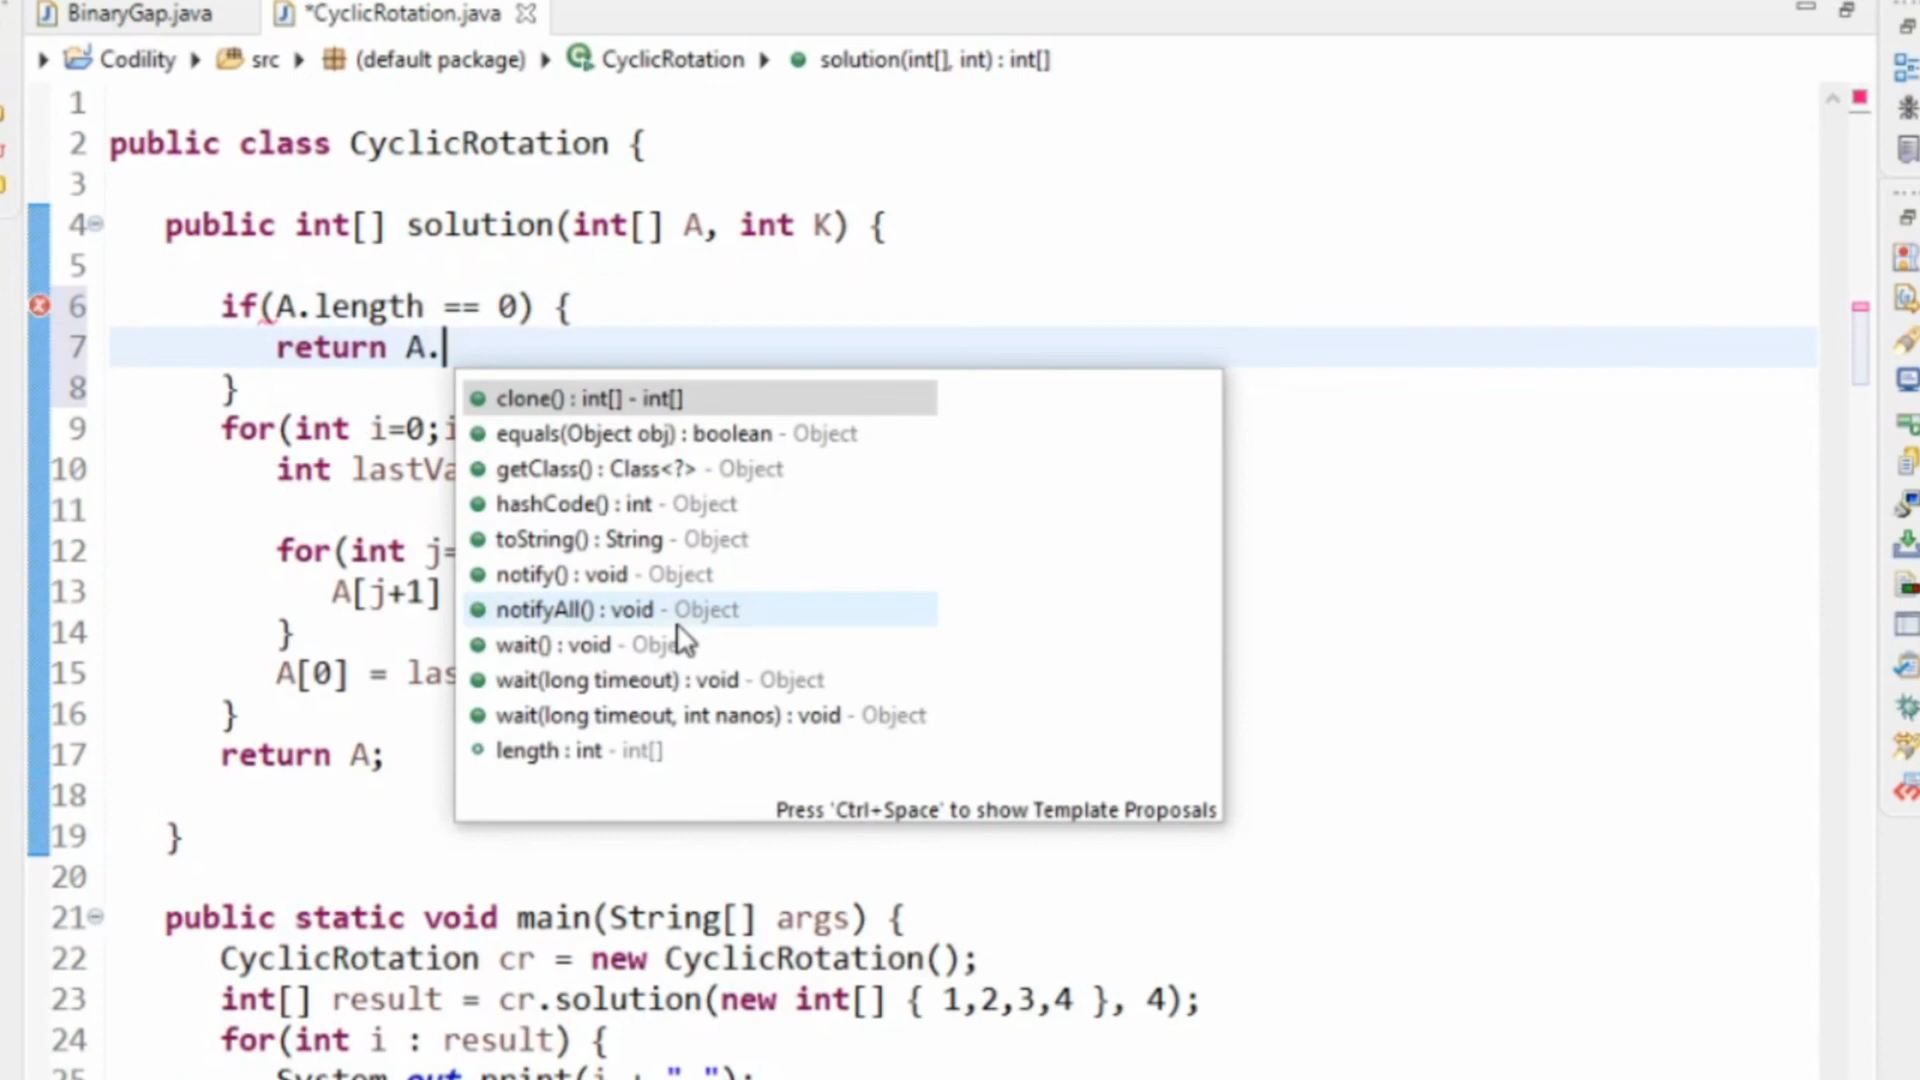 BinaryGap.java
*CyclicRotation.java
Codility
src
(default package)
CyclicRotation
solution(int[], int) : int[]
1
2 public class CyclicRotation {
3
4 public int[] solution(int[] A, int K) {
5
6 if(A.length == 0) {
7 return A.
8 }
9 for(int i=0;i
10 int lastVa
11
12 for(int j=
13 A[j+1]
14 }
15 A[0] = las
16 }
17 return A;
18
19 }
20
21 public static void main(String[] args) {
22 CyclicRotation cr = new CyclicRotation();
23 int[] result = cr.solution(new int[] { 1,2,3,4 }, 4);
24 for(int i : result) {
25 System.out.print(i + " ");
clone() : int[] - int[]
equals(Object obj) : boolean - Object
getClass() : Class<?> - Object
hashCode() : int - Object
toString() : String - Object
notify() : void - Object
notifyAll() : void - Object
wait() : void - Obje
wait(long timeout) : void - Object
wait(long timeout, int nanos) : void - Object
length : int - int[]
Press 'Ctrl+Space' to show Template Proposals